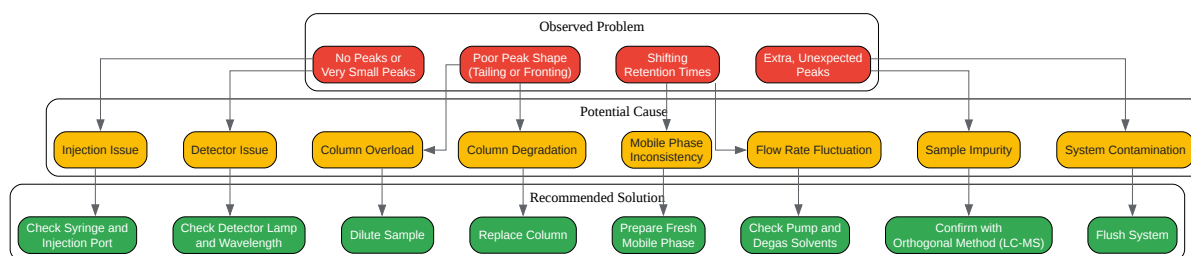 Observed Problem
No Peaks or
Very Small Peaks
Poor Peak Shape
(Tailing or Fronting)
Shifting
Retention Times
Extra, Unexpected
Peaks
Potential Cause
Injection Issue
Detector Issue
Column Overload
Column Degradation
Mobile Phase
Inconsistency
Flow Rate Fluctuation
Sample Impurity
System Contamination
Recommended Solution
Check Syringe and
Injection Port
Check Detector Lamp
and Wavelength
Dilute Sample
Replace Column
Prepare Fresh
Mobile Phase
Check Pump and
Degas Solvents
Confirm with
Orthogonal Method (LC-MS)
Flush System